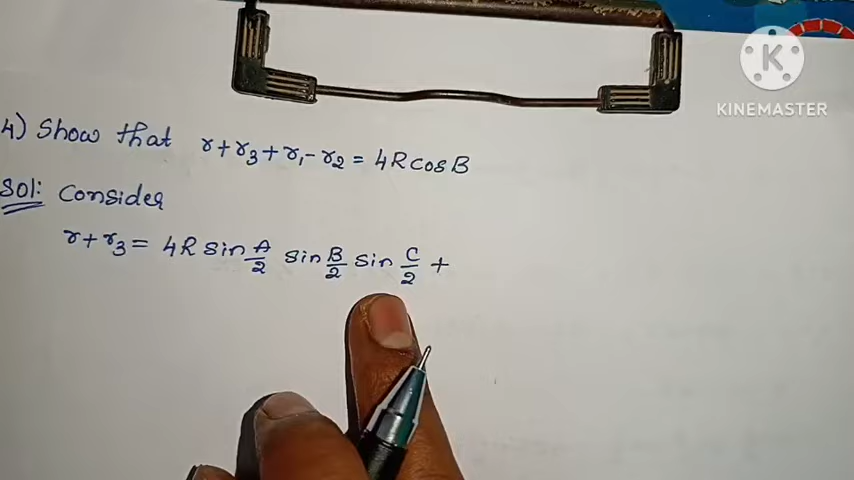 4) Show that r+r₃+r₁-r₂ = 4R cos B
Sol: Consider
r+r₃ = 4R sin A/2 sin B/2 sin C/2 +
K
KINEMASTER